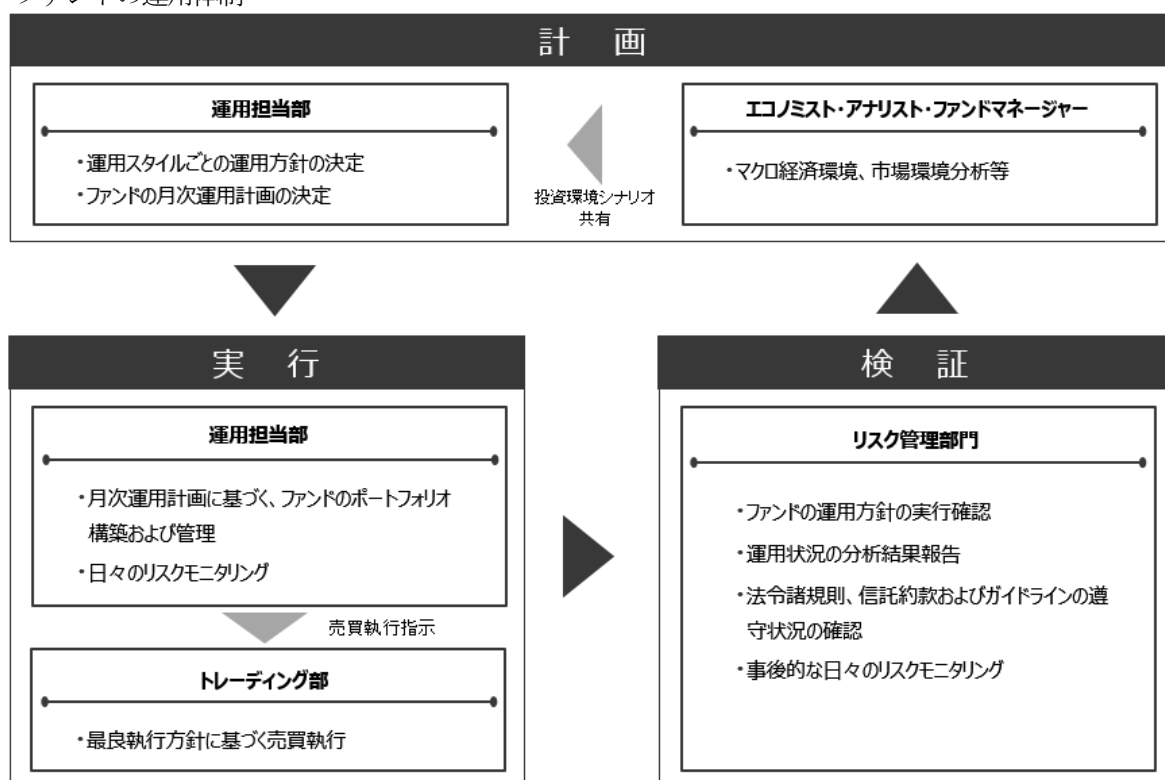 ファンドの運用体制
計 画
運用担当部
・運用スタイルごとの運用方針の決定
・ファンドの月次運用計画の決定
投資環境シナリオ
共有
エコノミスト・アナリスト・ファンドマネージャー
・マクロ経済環境、市場環境分析等
実 行
運用担当部
・月次運用計画に基づく、ファンドのポートフォリオ
構築および管理
・日々のリスクモニタリング
売買執行指示
トレーディング部
・最良執行方針に基づく売買執行
検 証
リスク管理部門
・ファンドの運用方針の実行確認
・運用状況の分析結果報告
・法令諸規則、信託約款およびガイドラインの遵
守状況の確認
・事後的な日々のリスクモニタリング